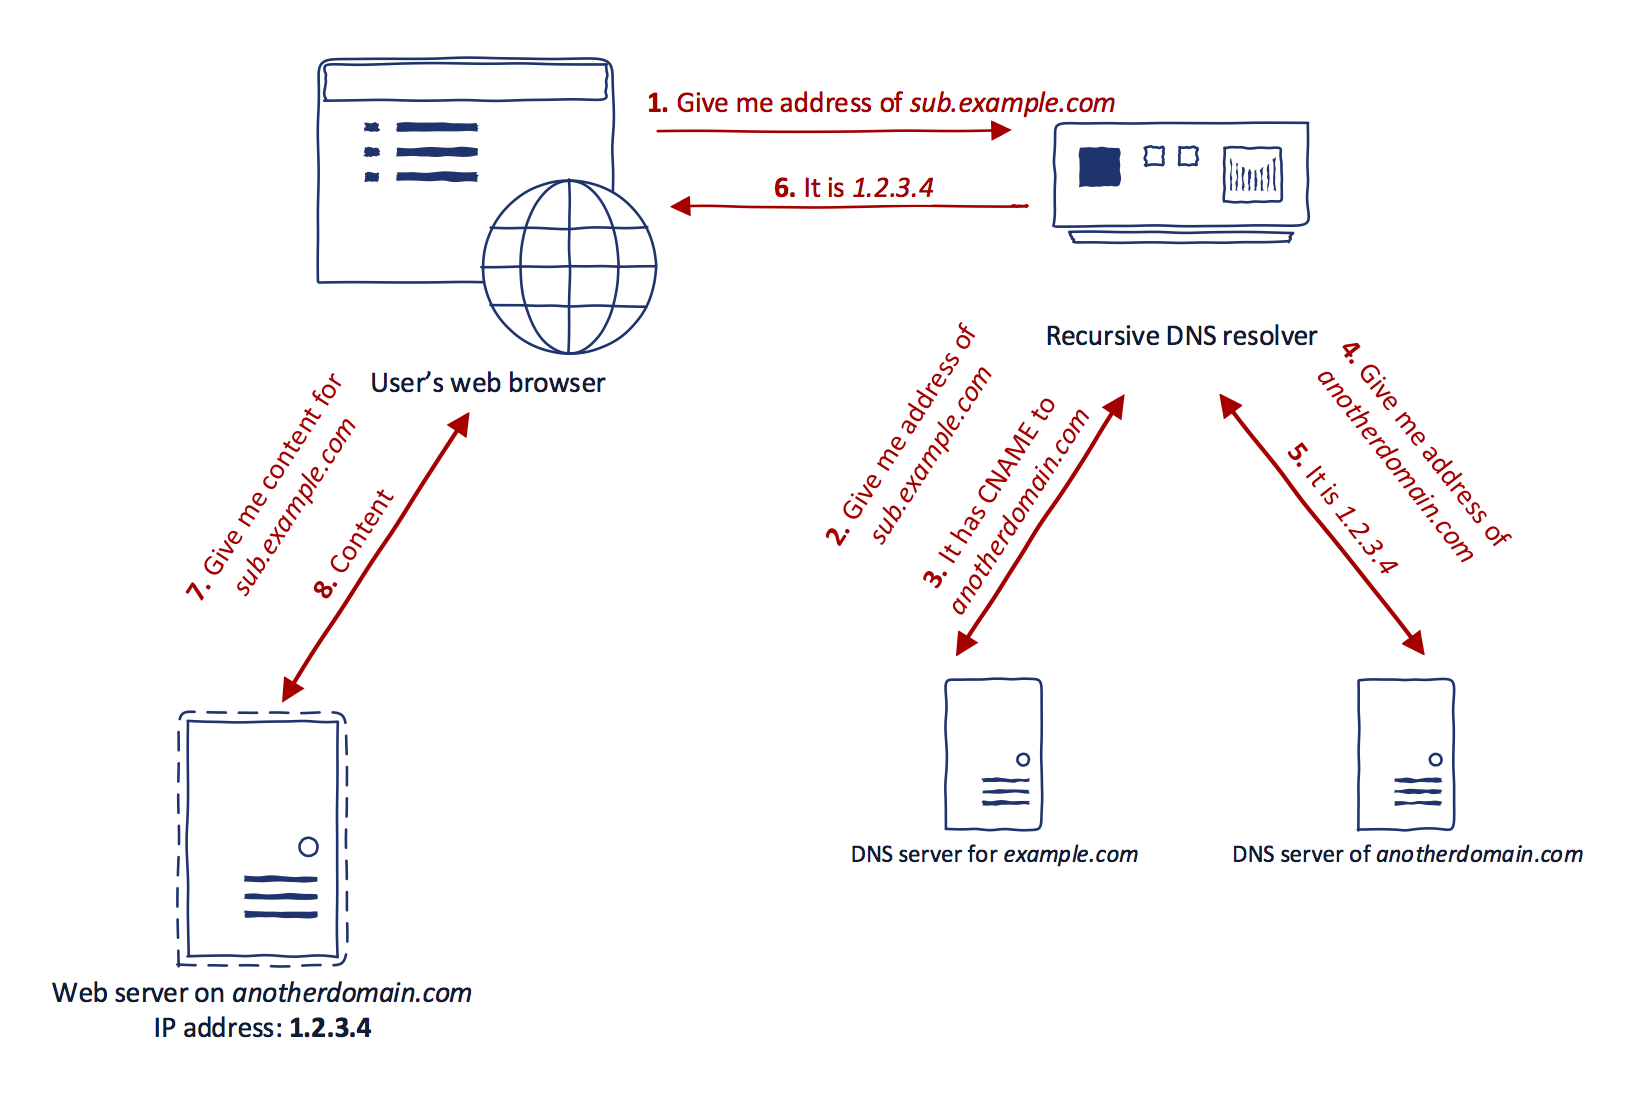 1. Give me address of sub.example.com
6. It is 1.2.3.4
Recursive DNS resolver
User's web browser
7. Give me content for
sub.example.com
8. Content
2. Give me address of
sub.example.com
3. It has CNAME to
anotherdomain.com
4. Give me address of
anotherdomain.com
5. It is 1.2.3.4
DNS server for example.com
DNS server of anotherdomain.com
Web server on anotherdomain.com
IP address: 1.2.3.4